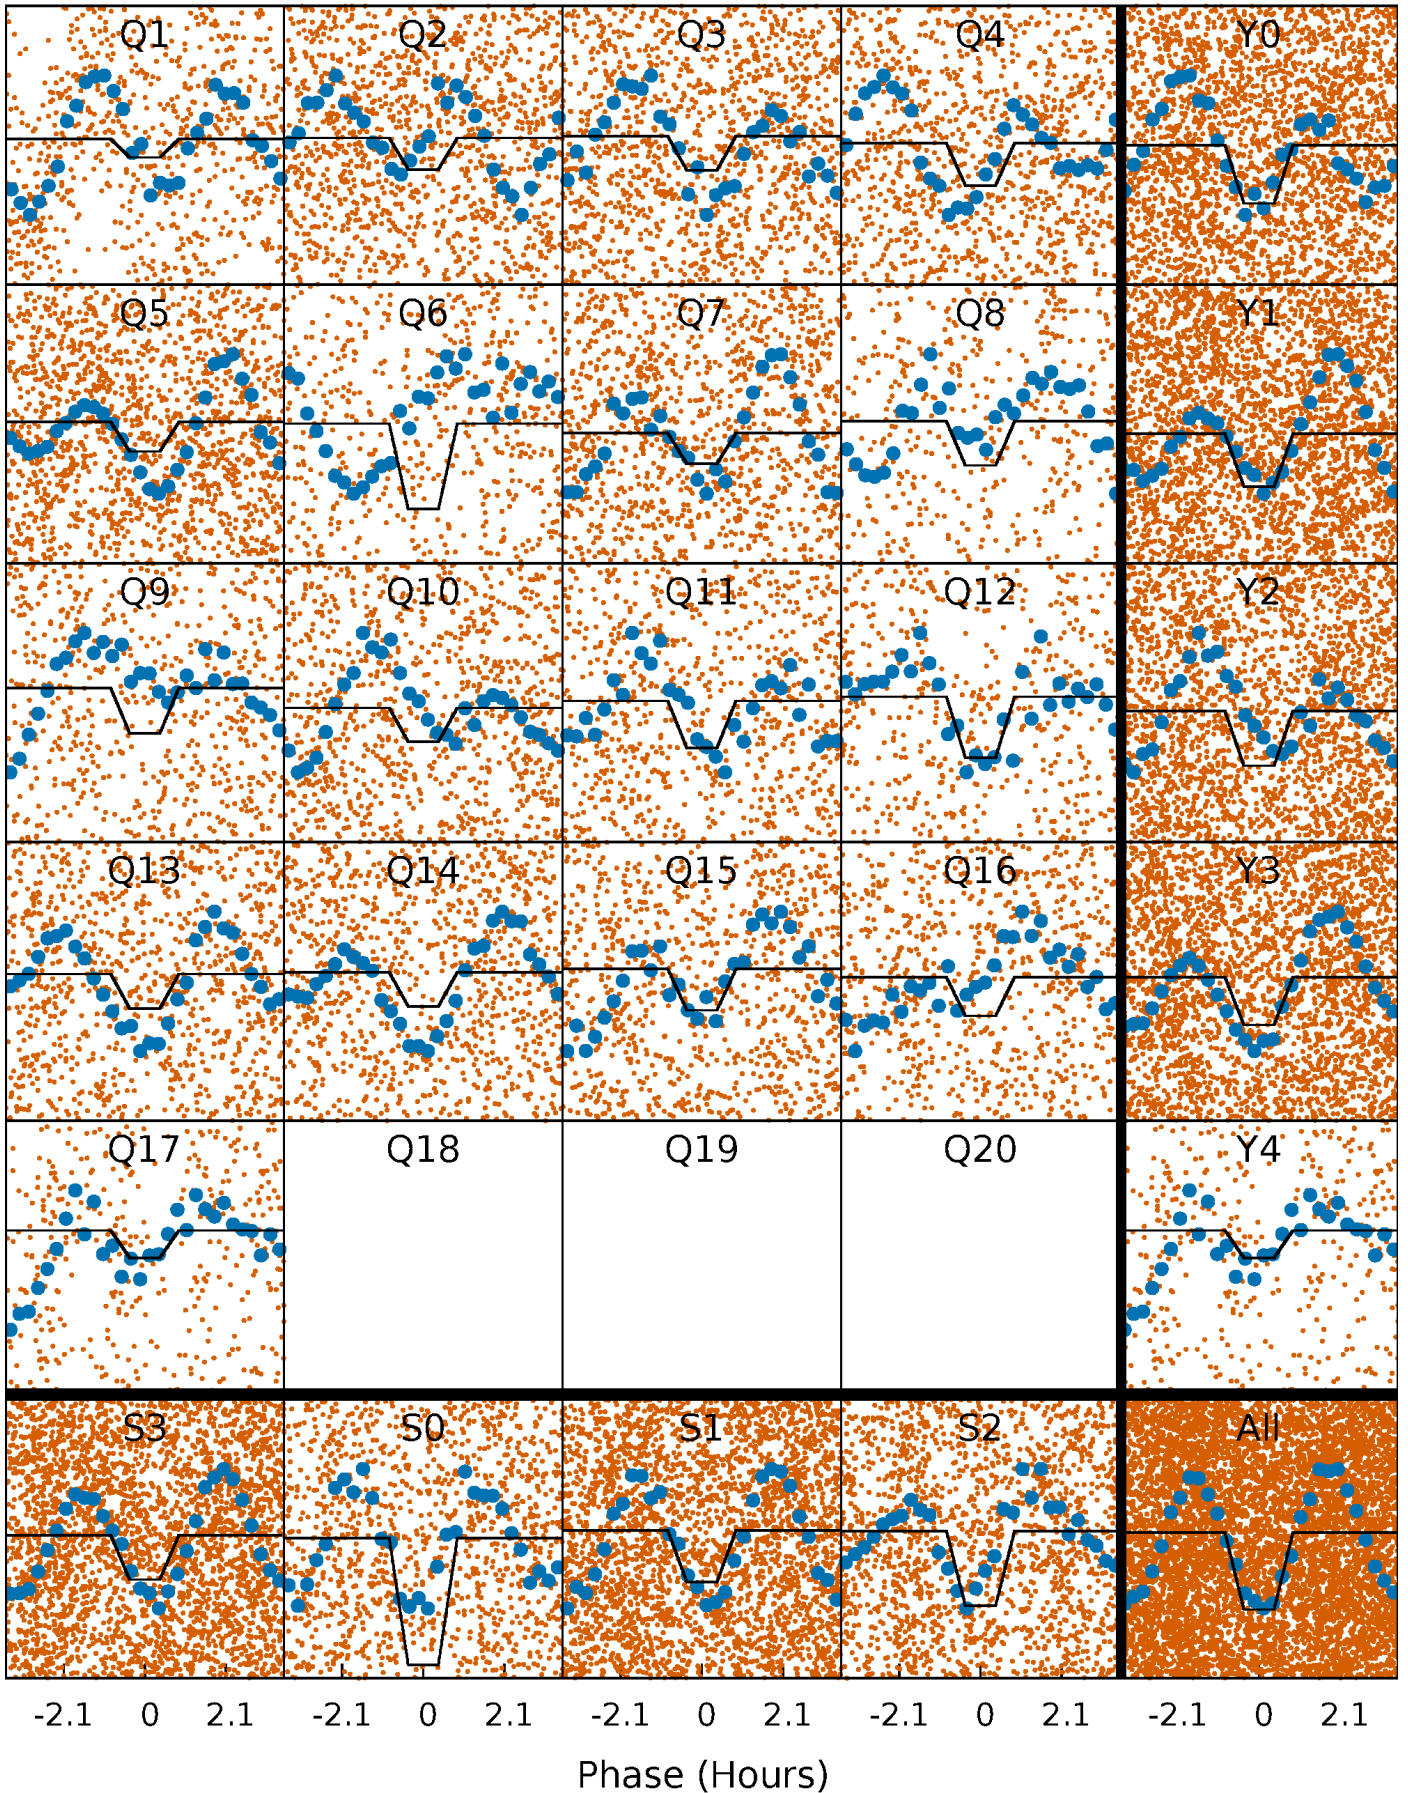 Q1 Q2 Q3 Q4 Y0
Q5 Q6 Q7 Q8 Y1
Q9 Q10 Q11 Q12 Y2
Q13 Q14 Q15 Q16 Y3
Q17 Q18 Q19 Q20 Y4
S3 S0 S1 S2 All
-2.1 0 2.1 -2.1 0 2.1 -2.1 0 2.1 -2.1 0 2.1 -2.1 0 2.1
Phase (Hours)